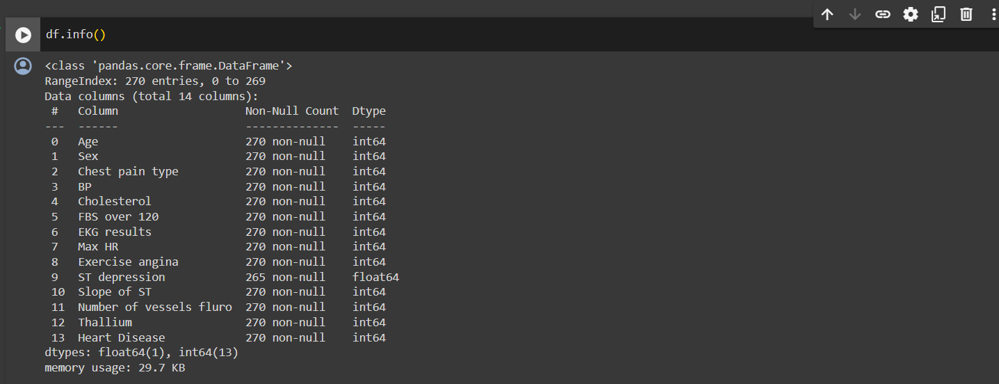 df.info()
<class 'pandas.core.frame.DataFrame'>
RangeIndex: 270 entries, 0 to 269
Data columns (total 14 columns):
 #   Column                   Non-Null Count  Dtype
---  ------                   --------------  -----
 0   Age                      270 non-null    int64
 1   Sex                      270 non-null    int64
 2   Chest pain type          270 non-null    int64
 3   BP                       270 non-null    int64
 4   Cholesterol              270 non-null    int64
 5   FBS over 120             270 non-null    int64
 6   EKG results              270 non-null    int64
 7   Max HR                   270 non-null    int64
 8   Exercise angina          270 non-null    int64
 9   ST depression            265 non-null    float64
 10  Slope of ST              270 non-null    int64
 11  Number of vessels fluro  270 non-null    int64
 12  Thallium                 270 non-null    int64
 13  Heart Disease            270 non-null    int64
dtypes: float64(1), int64(13)
memory usage: 29.7 KB